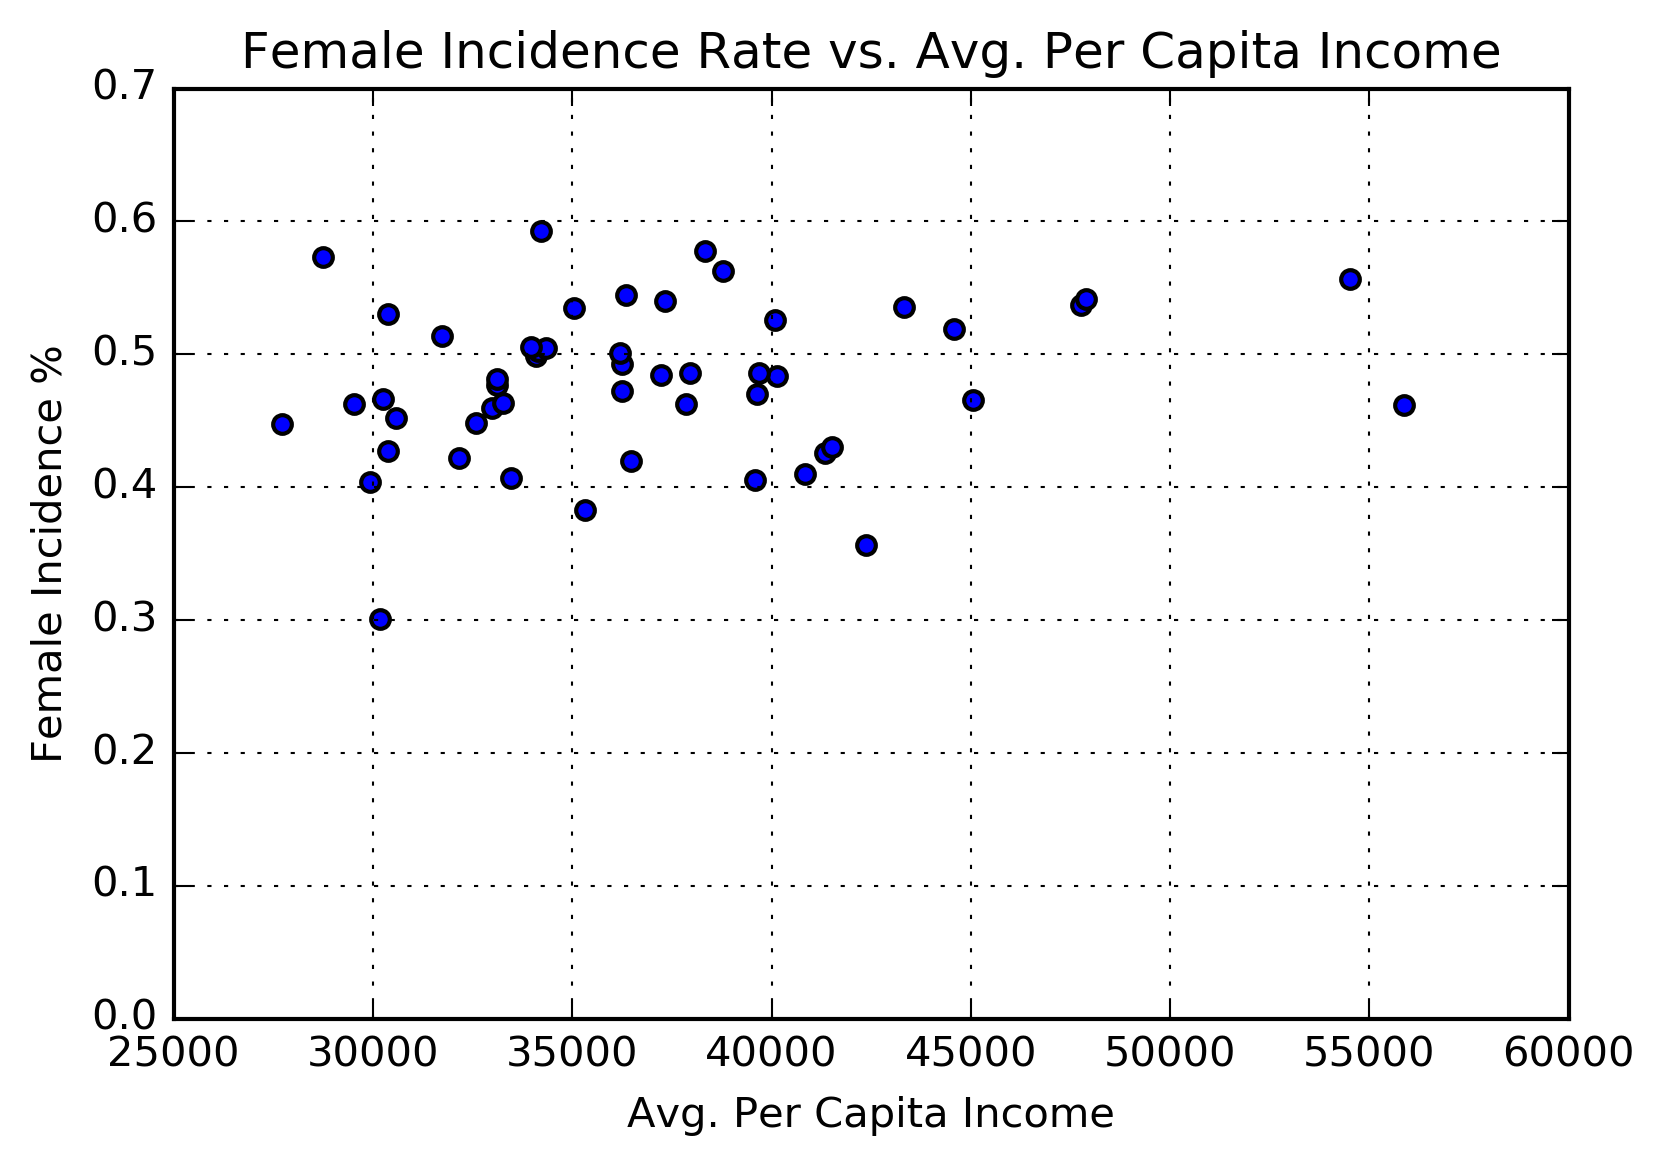 Female Incidence Rate vs. Avg. Per Capita Income
0.7
0.6
0.5
0.4
0.3
0.2
0.1
0.0
Female Incidence %
25000 30000 35000 40000 45000 50000 55000 60000
Avg. Per Capita Income